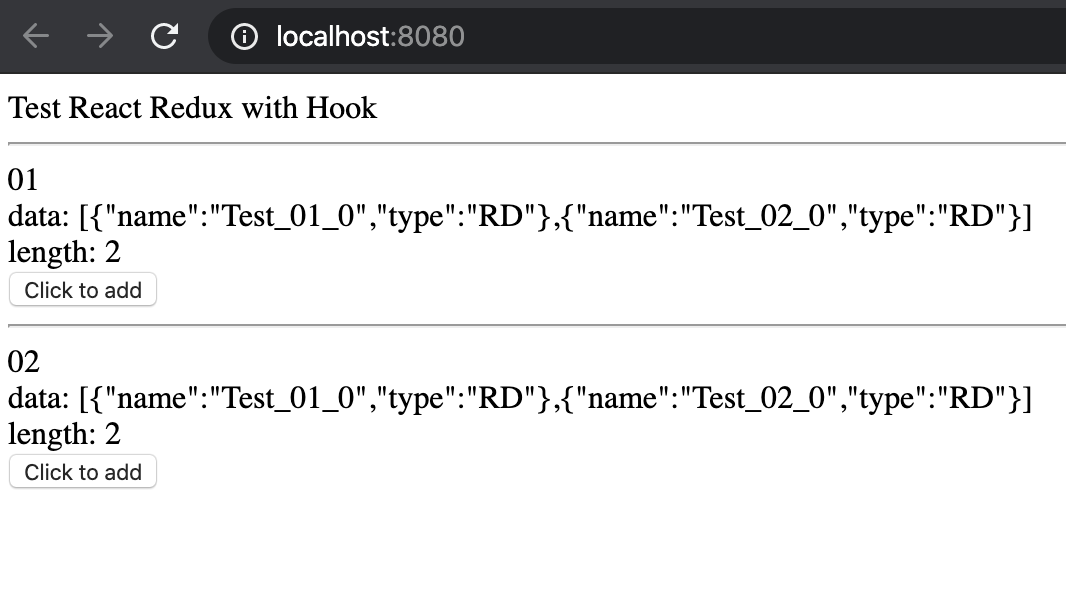 localhost:8080
Test React Redux with Hook
01
data: [{"name":"Test_01_0","type":"RD"},{"name":"Test_02_0","type":"RD"}]
length: 2
Click to add
02
data: [{"name":"Test_01_0","type":"RD"},{"name":"Test_02_0","type":"RD"}]
length: 2
Click to add